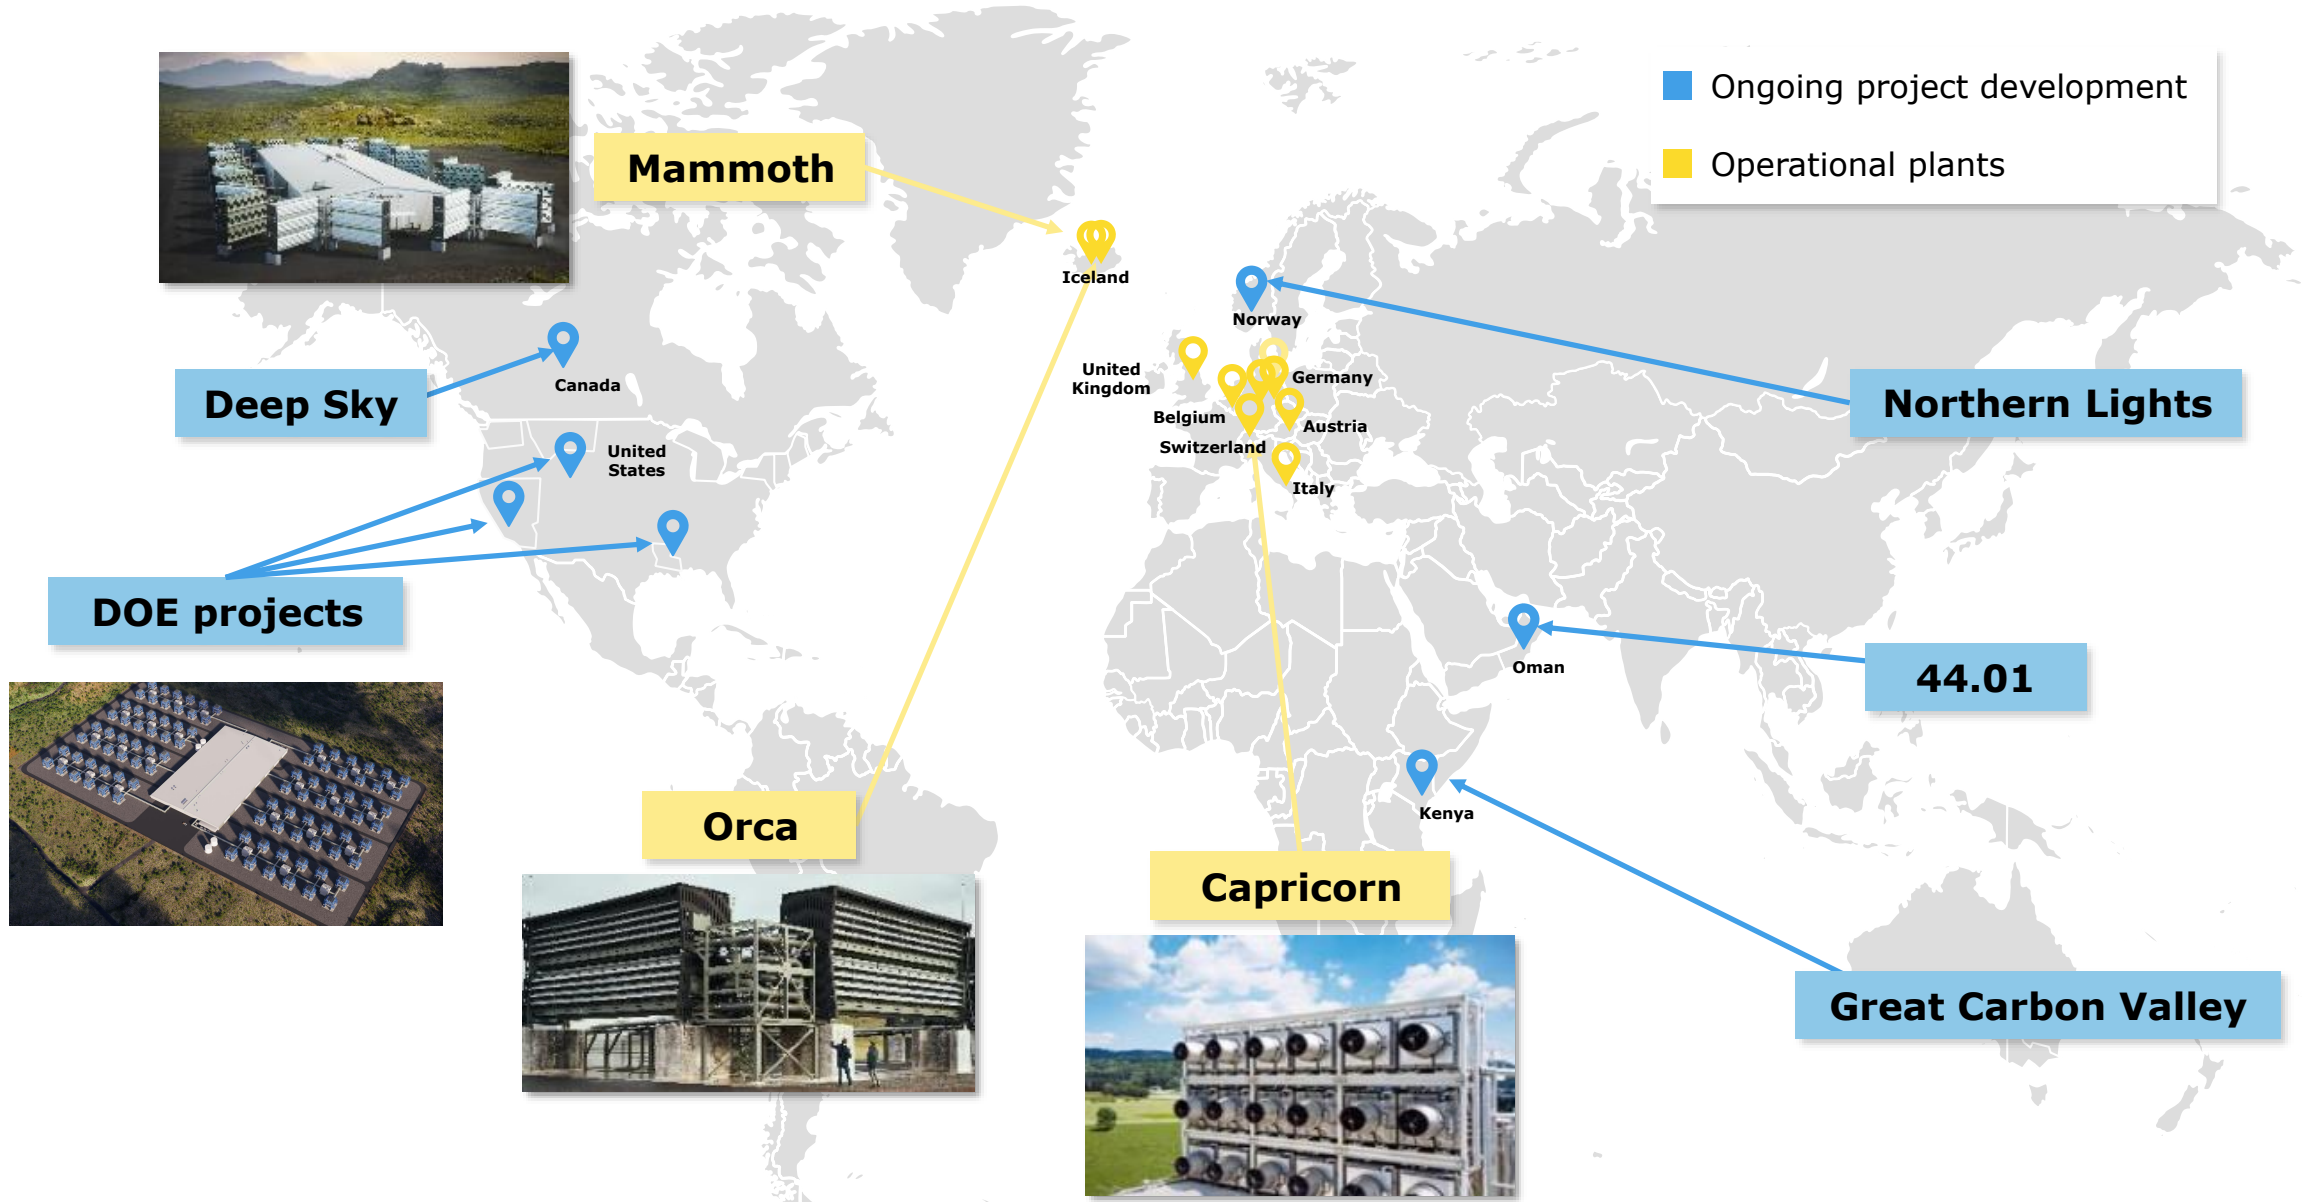 Ongoing project development
Operational plants
Mammoth
Iceland
Norway
Deep Sky
Canada
United
Kingdom
Germany
Northern Lights
Belgium
Austria
Switzerland
United
States
Italy
DOE projects
Oman
44.01
Orca
Kenya
Capricorn
Great Carbon Valley